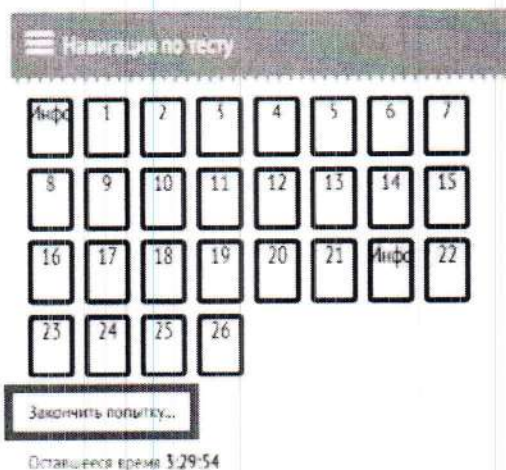 Навигация по тесту
Инфо 1 2 3 4 5 6 7
8 9 10 11 12 13 14 15
16 17 18 19 20 21 Инфо 22
23 24 25 26
Закончить попытку...
Оставшееся время 3:29:54